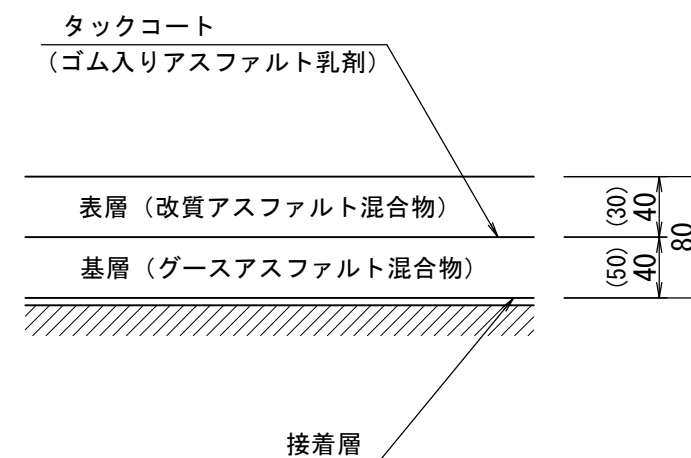 タックコート
（ゴム入りアスファルト乳剤）
表層（改質アスファルト混合物）
(30)
40
基層（グースアスファルト混合物）
(50)
40
80
接着層